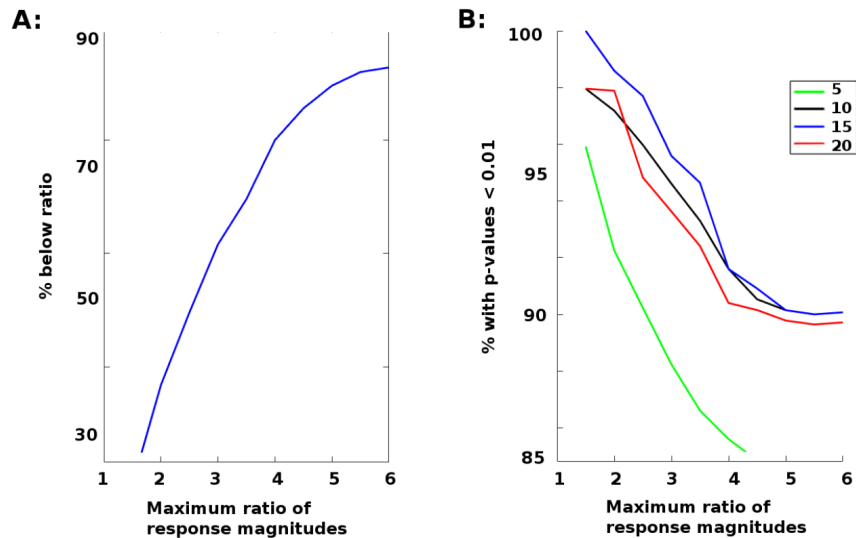 A:
90
70
50
30
% below ratio
1 2 3 4 5 6
Maximum ratio of
response magnitudes
B:
100
95
90
85
% with p-values < 0.01
5
10
15
20
1 2 3 4 5 6
Maximum ratio of
response magnitudes